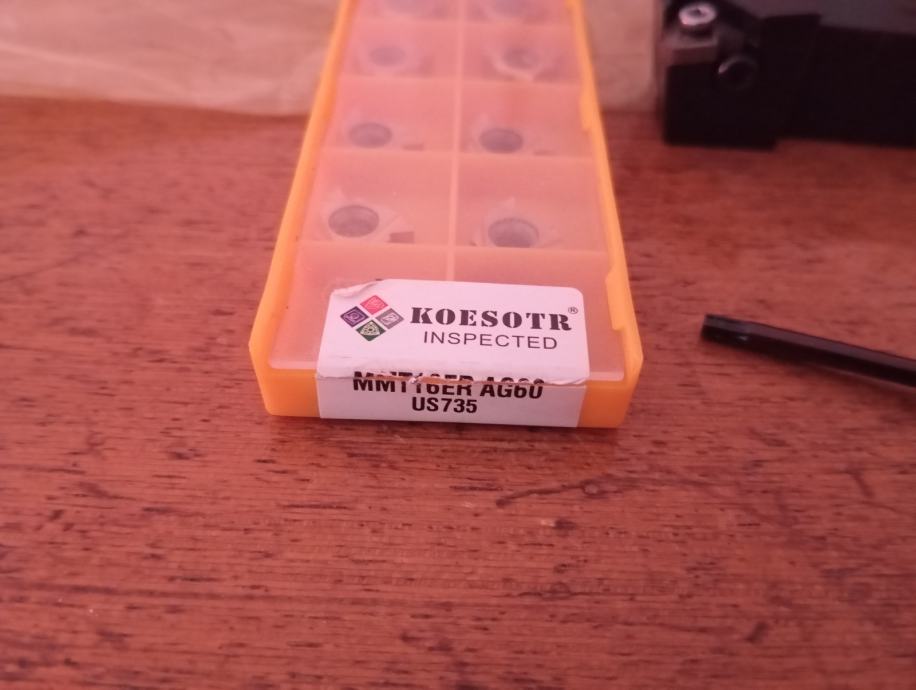 KOESOTR®
INSPECTED
MMT16ER AG60
US735